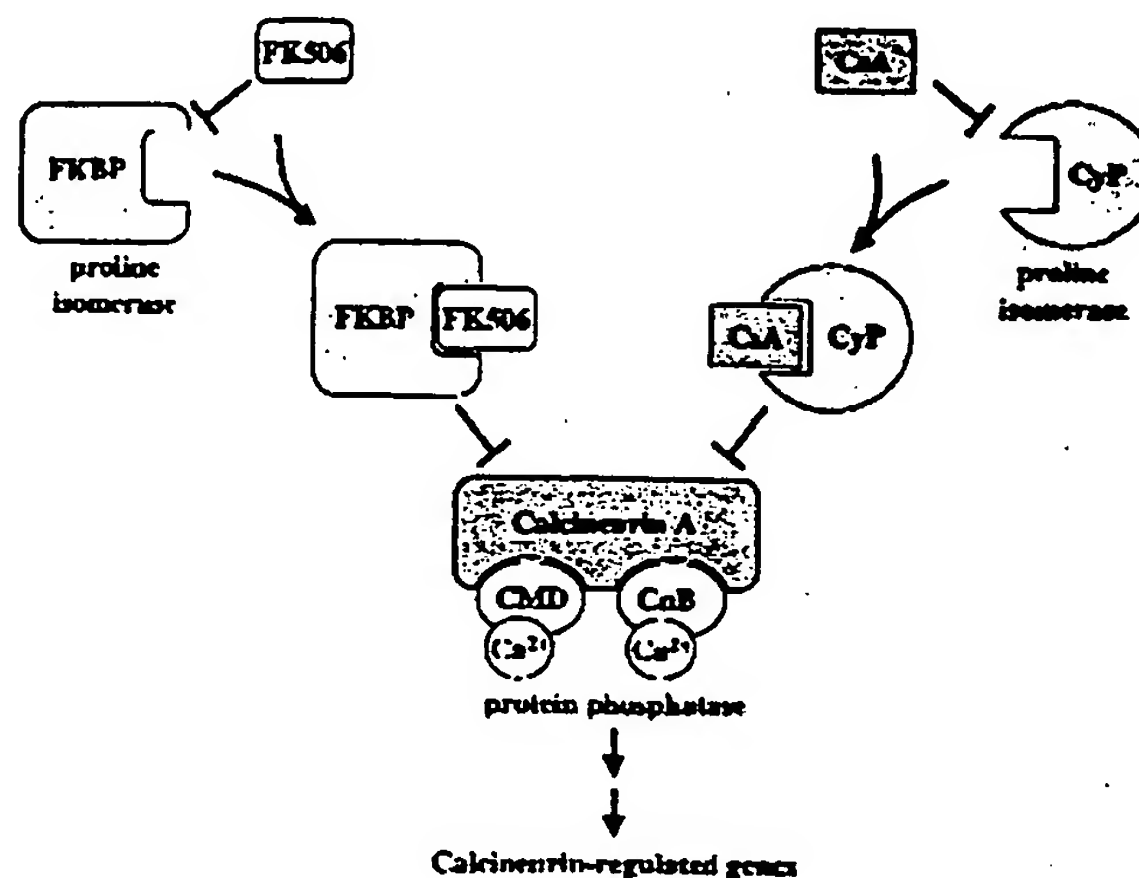 FK506
CsA
FKBP
CyP
proline
isomerase
proline
isomerase
FKBP
FK506
CsA
CyP
Calcineurin A
CMD
CnB
Ca²⁺
Ca²⁺
protein phosphatase
Calcineurin-regulated genes